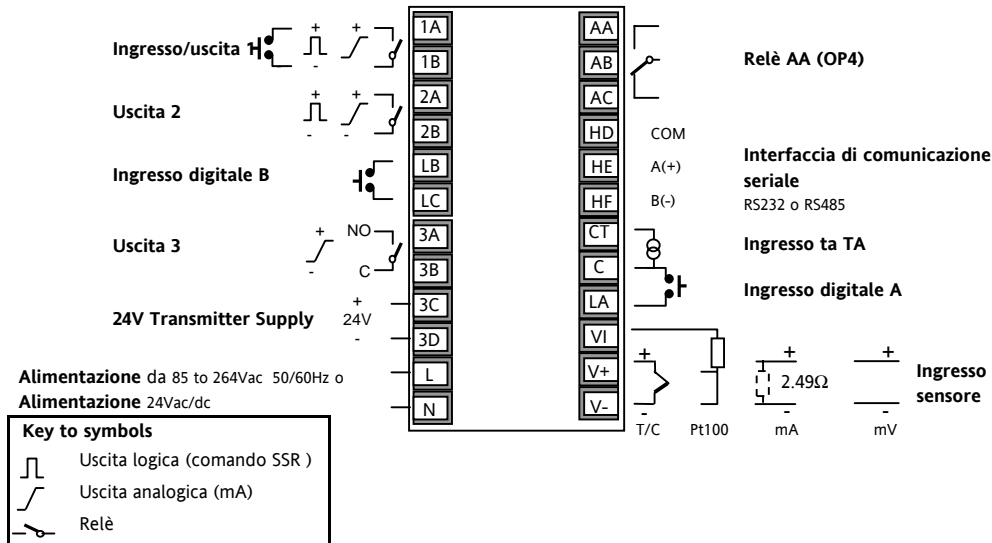 Ingresso/uscita 1
+
-
+
-
1A
1B
Uscita 2
+
-
+
-
2A
2B
Ingresso digitale B
LB
LC
Uscita 3
+
-
NO
C
3A
3B
24V Transmitter Supply
+
24V
-
3C
3D
Alimentazione da 85 to 264Vac 50/60Hz o
Alimentazione 24Vac/dc
L
N
Key to symbols
Uscita logica (comando SSR )
Uscita analogica (mA)
Relè
AA
AB
AC
Relè AA (OP4)
HD
COM
HE
A(+)
HF
B(-)
Interfaccia di comunicazione
seriale
RS232 o RS485
CT
C
LA
Ingresso ta TA
Ingresso digitale A
VI
V+
V-
+
-
T/C
Pt100
+
2.49Ω
-
mA
+
-
mV
Ingresso
sensore